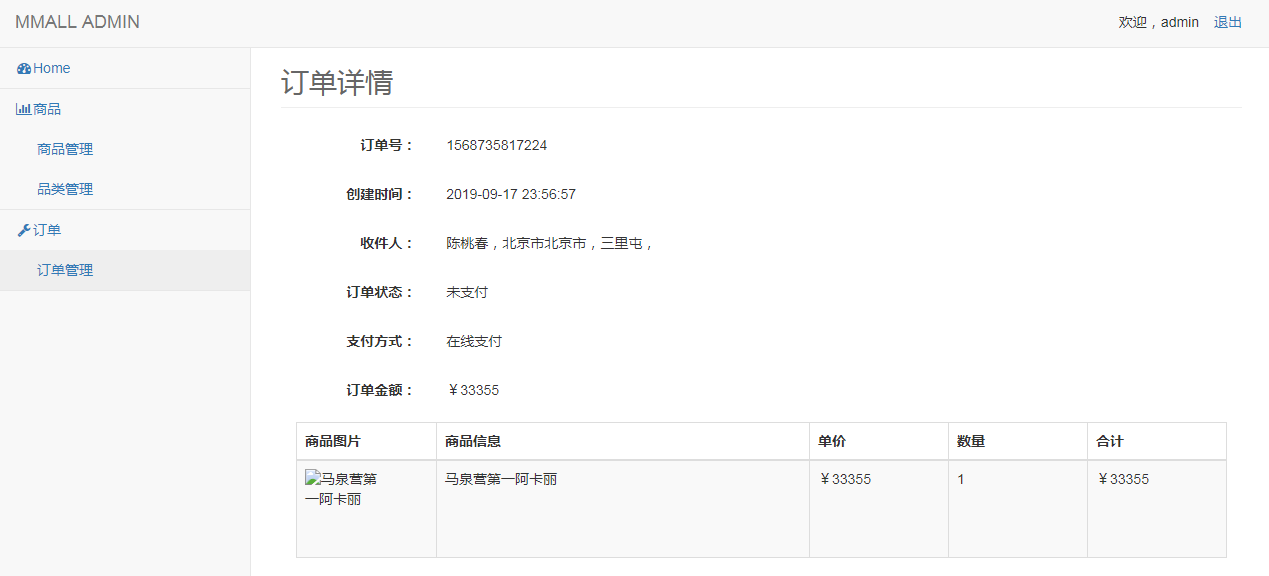 MMALL ADMIN
欢迎，admin 退出
Home
商品
商品管理
品类管理
订单
订单管理
订单详情
订单号： 1568735817224
创建时间： 2019-09-17 23:56:57
收件人： 陈桃春，北京市北京市，三里屯，
订单状态： 未支付
支付方式： 在线支付
订单金额： ￥33355
商品图片 商品信息 单价 数量 合计
马泉营第 马泉营第一阿卡丽 ￥33355 1 ￥33355
一阿卡丽